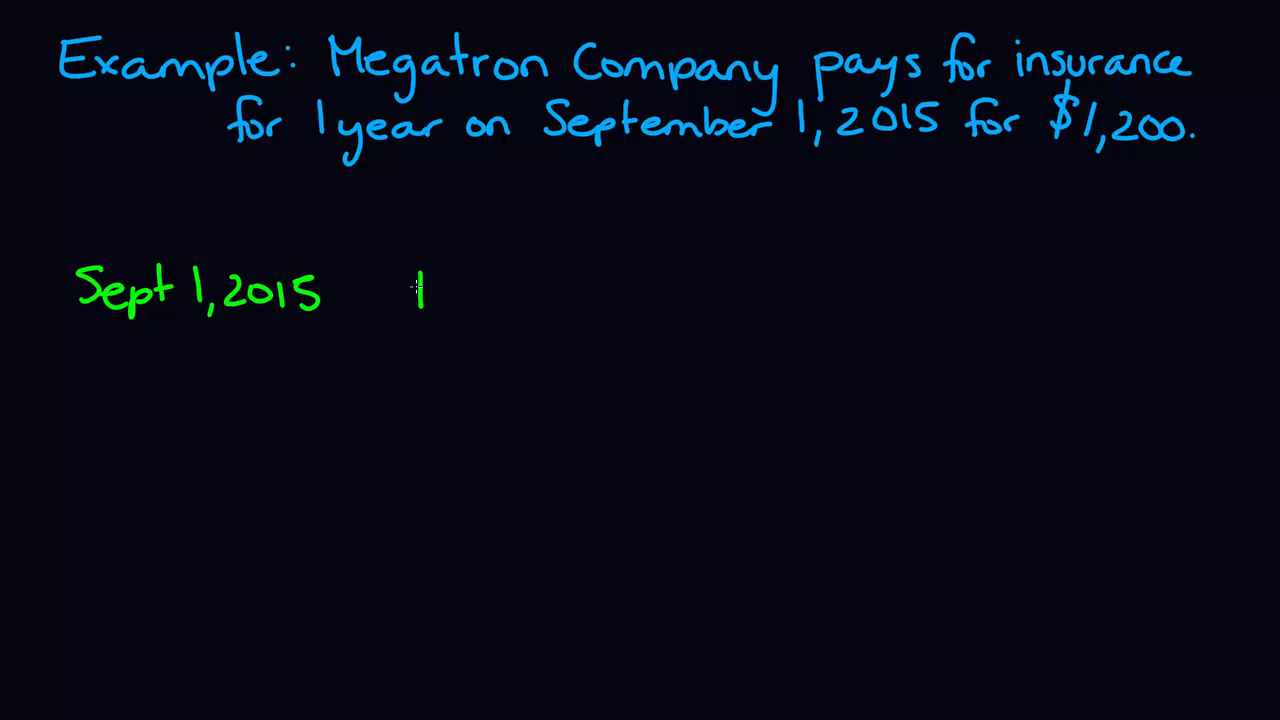 Example: Megatron Company pays for insurance
for 1 year on September 1, 2015 for $1,200.
Sept 1, 2015